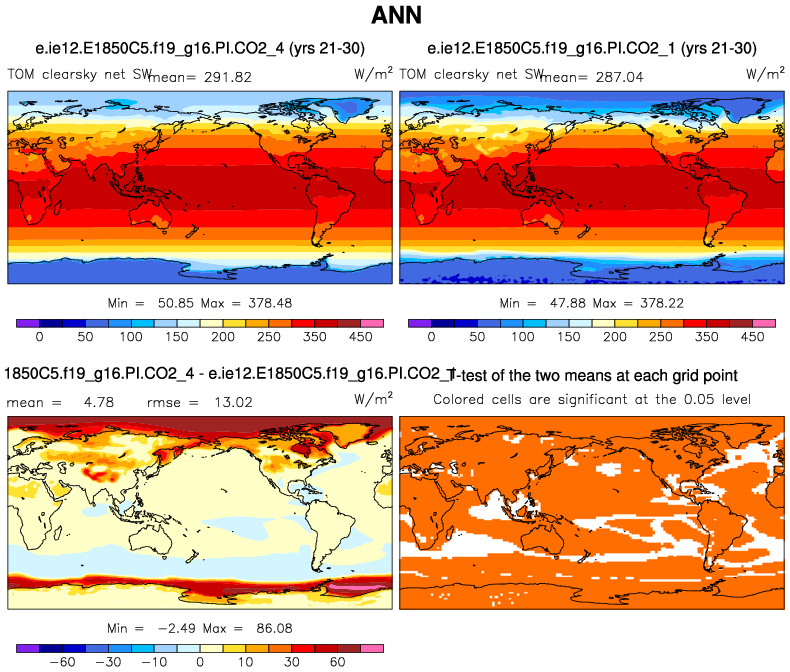 ANN
e.ie12.E1850C5.f19_g16.PI.CO2_4 (yrs 21-30)
e.ie12.E1850C5.f19_g16.PI.CO2_1 (yrs 21-30)
TOM clearsky net SW mean= 291.82 W/m²
TOM clearsky net SW mean= 287.04 W/m²
Min = 50.85 Max = 378.48
Min = 47.88 Max = 378.22
0 50 100 150 200 250 350 450
0 50 100 150 200 250 350 450
1850C5.f19_g16.PI.CO2_4 - e.ie12.E1850C5.f19_g16.PI.CO2_
T-test of the two means at each grid point
mean = 4.78 rmse = 13.02 W/m²
Colored cells are significant at the 0.05 level
Min = -2.49 Max = 86.08
-60 -30 -10 0 10 30 60